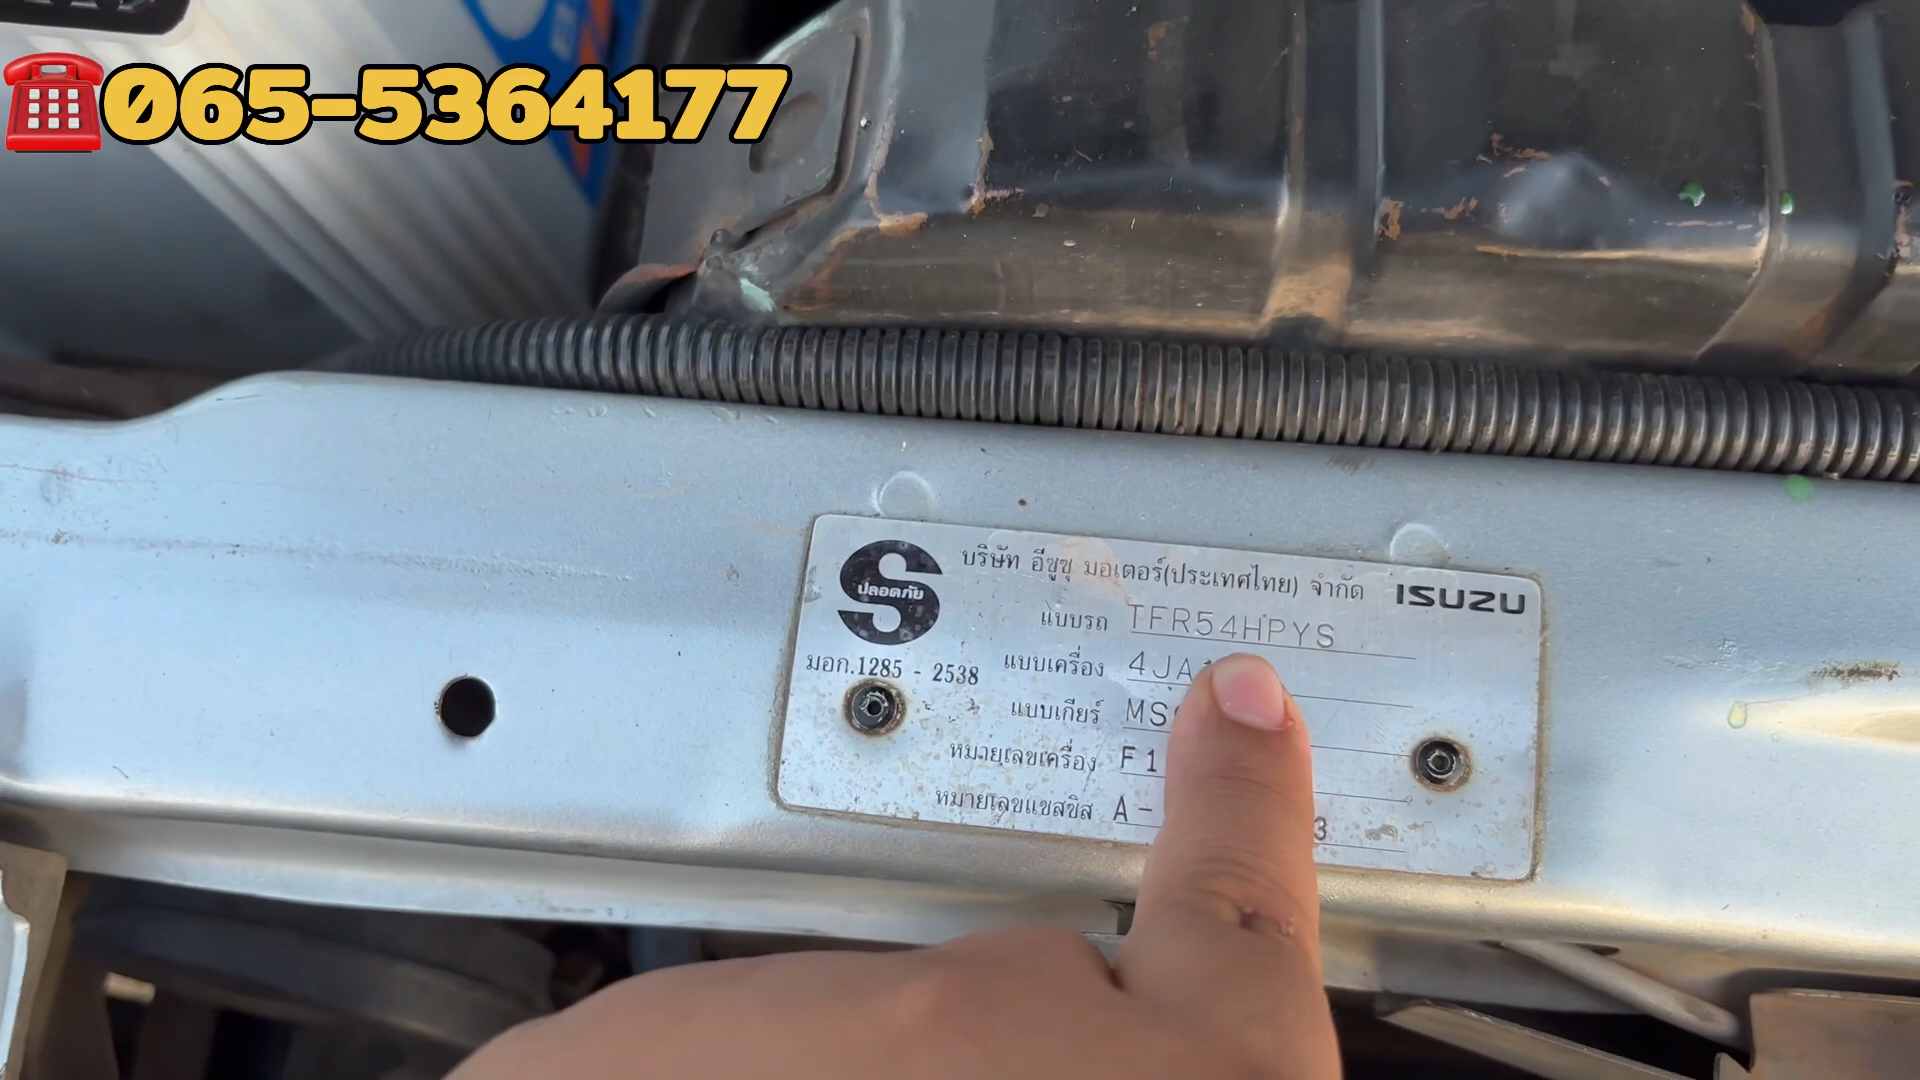 065-5364177
บริษัท อีซูซุ มอเตอร์(ประเทศไทย) จำกัด ISUZU
ปลอดภัย
แบบรถ TFR54HPYS
มอก.1285 - 2538
แบบเครื่อง 4JA
แบบเกียร์ MS
หมายเลขเครื่อง F1
หมายเลขแชสซิส A- 3